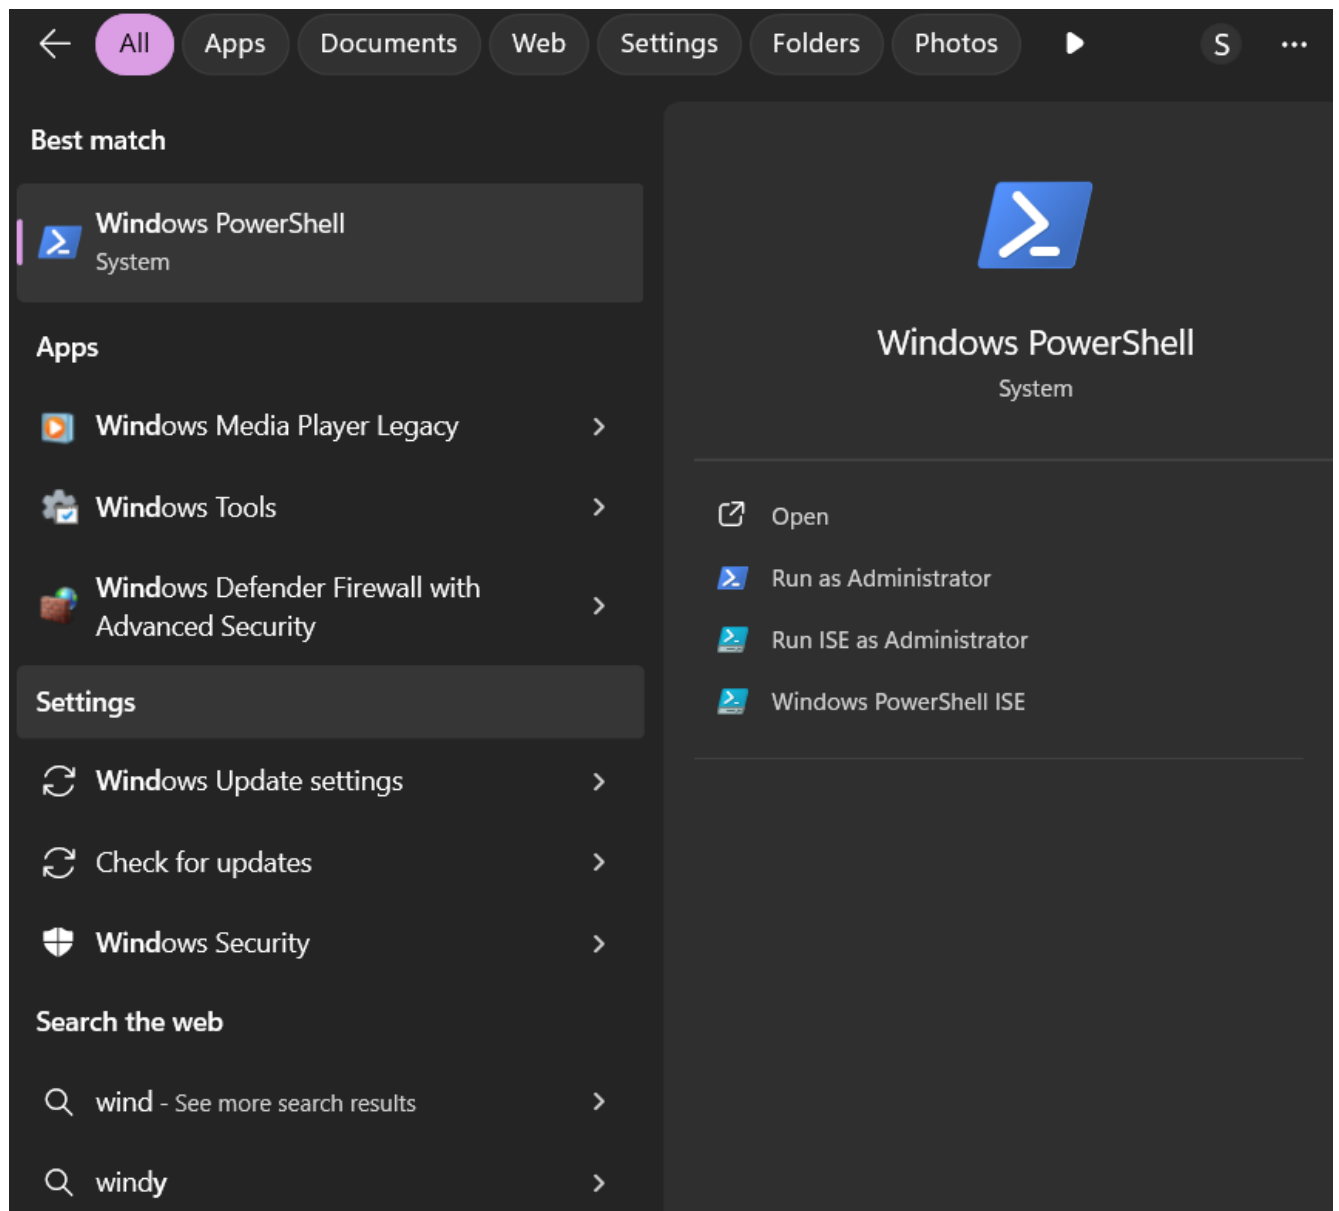 All
Apps
Documents
Web
Settings
Folders
Photos
S
Best match
Windows PowerShell
System
Apps
Windows Media Player Legacy
Windows Tools
Windows Defender Firewall with
Advanced Security
Settings
Windows Update settings
Check for updates
Windows Security
Search the web
wind - See more search results
windy
Windows PowerShell
System
Open
Run as Administrator
Run ISE as Administrator
Windows PowerShell ISE